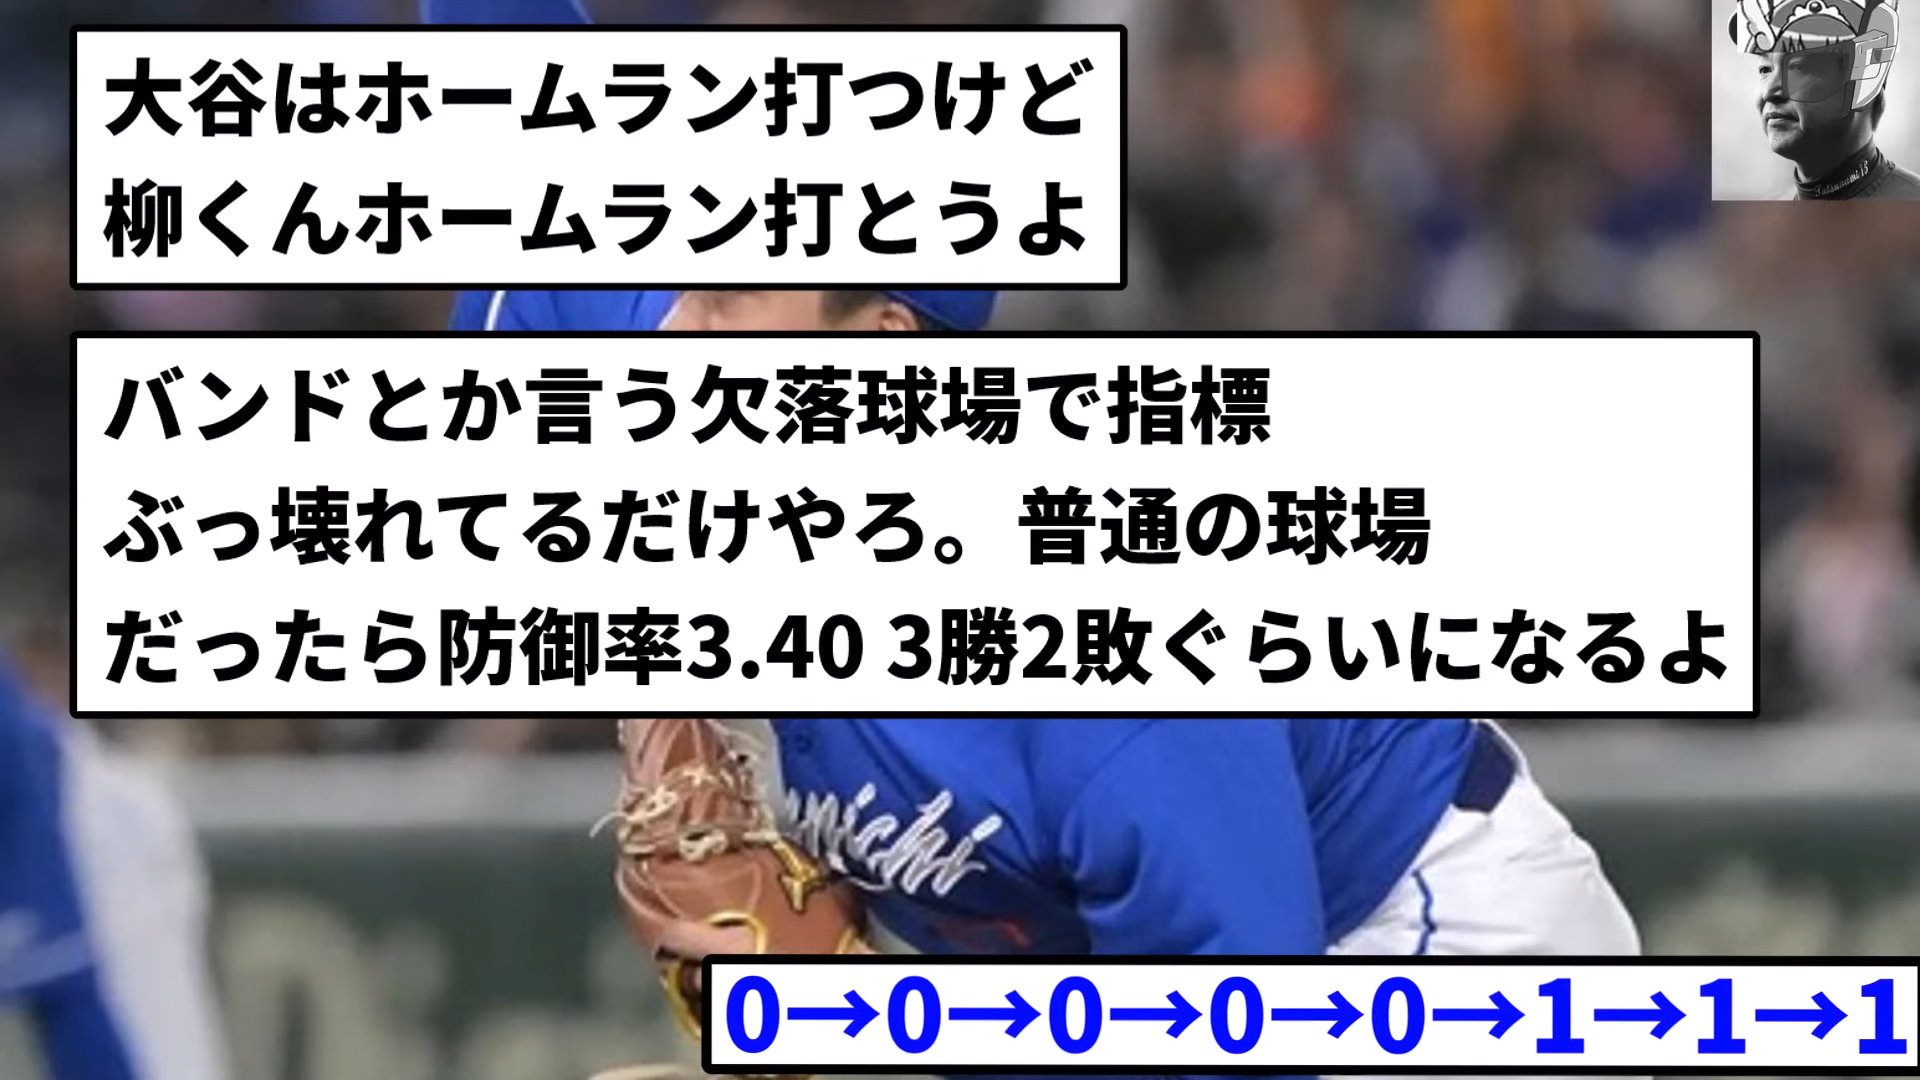 大谷はホームラン打つけど
柳くんホームラン打とうよ
Tatsunami 15
バンドとか言う欠落球場で指標
ぶっ壊れてるだけやろ。普通の球場
だったら防御率3.40 3勝2敗ぐらいになるよ
nichi
0→0→0→0→0→1→1→1